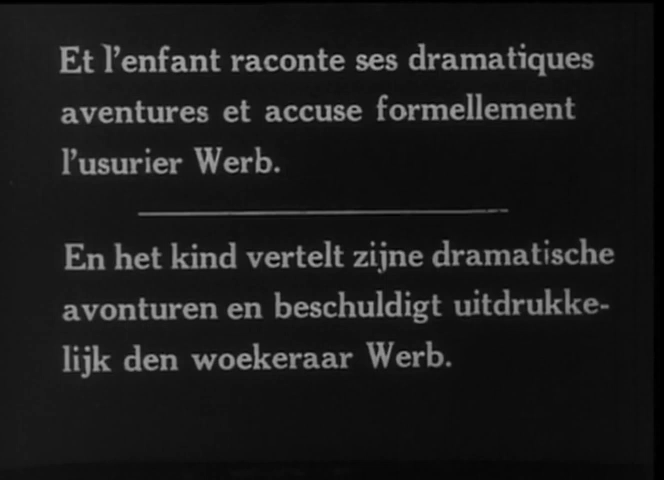 Et l'enfant raconte ses dramatiques
aventures et accuse formellement
l'usurier Werb.
En het kind vertelt zijne dramatische
avonturen en beschuldigt uitdrukke-
lijk den woekeraar Werb.